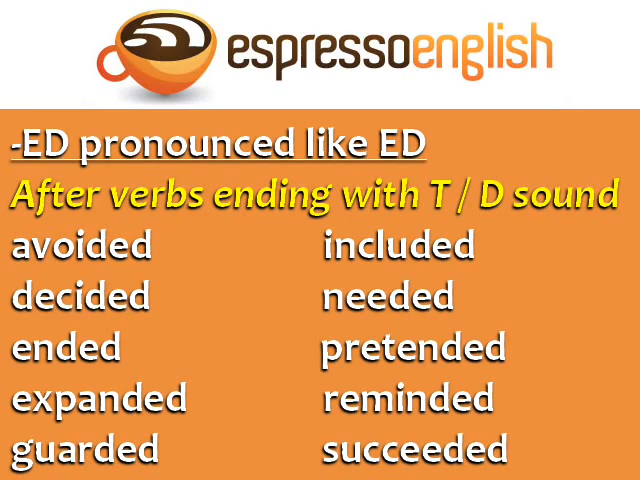 espressoenglish
-ED pronounced like ED
After verbs ending with T / D sound
avoided included
decided needed
ended pretended
expanded reminded
guarded succeeded